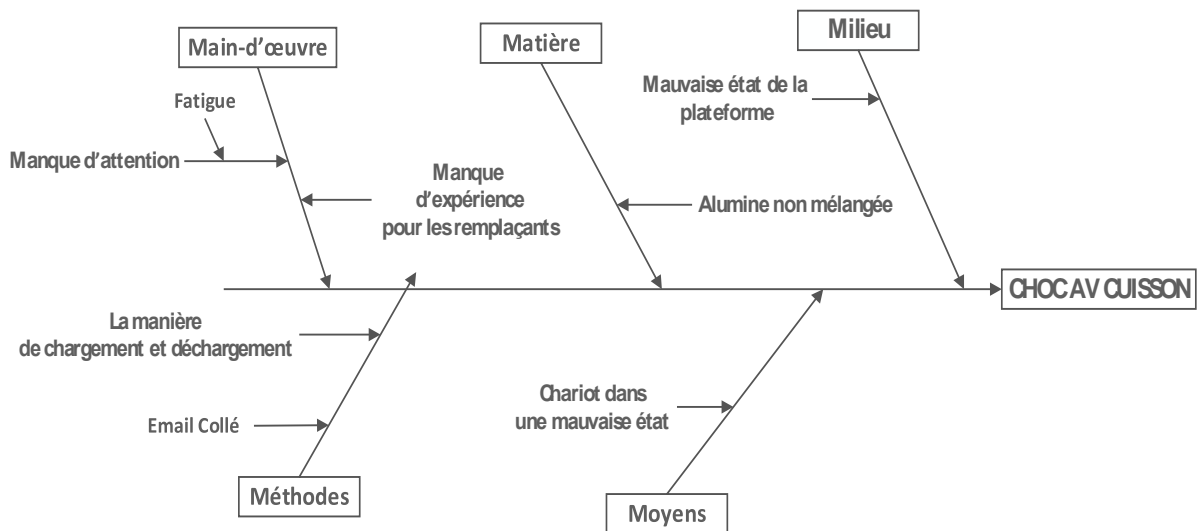 Main-d'œuvre
Matière
Milieu
Fatigue
Manque d'attention
Manque
d'expérience
pour les remplaçants
Alumine non mélangée
Mauvaise état de la
plateforme
CHOC AV CUISSON
La manière
de chargement et déchargement
Email Collé
Méthodes
Chariot dans
une mauvaise état
Moyens